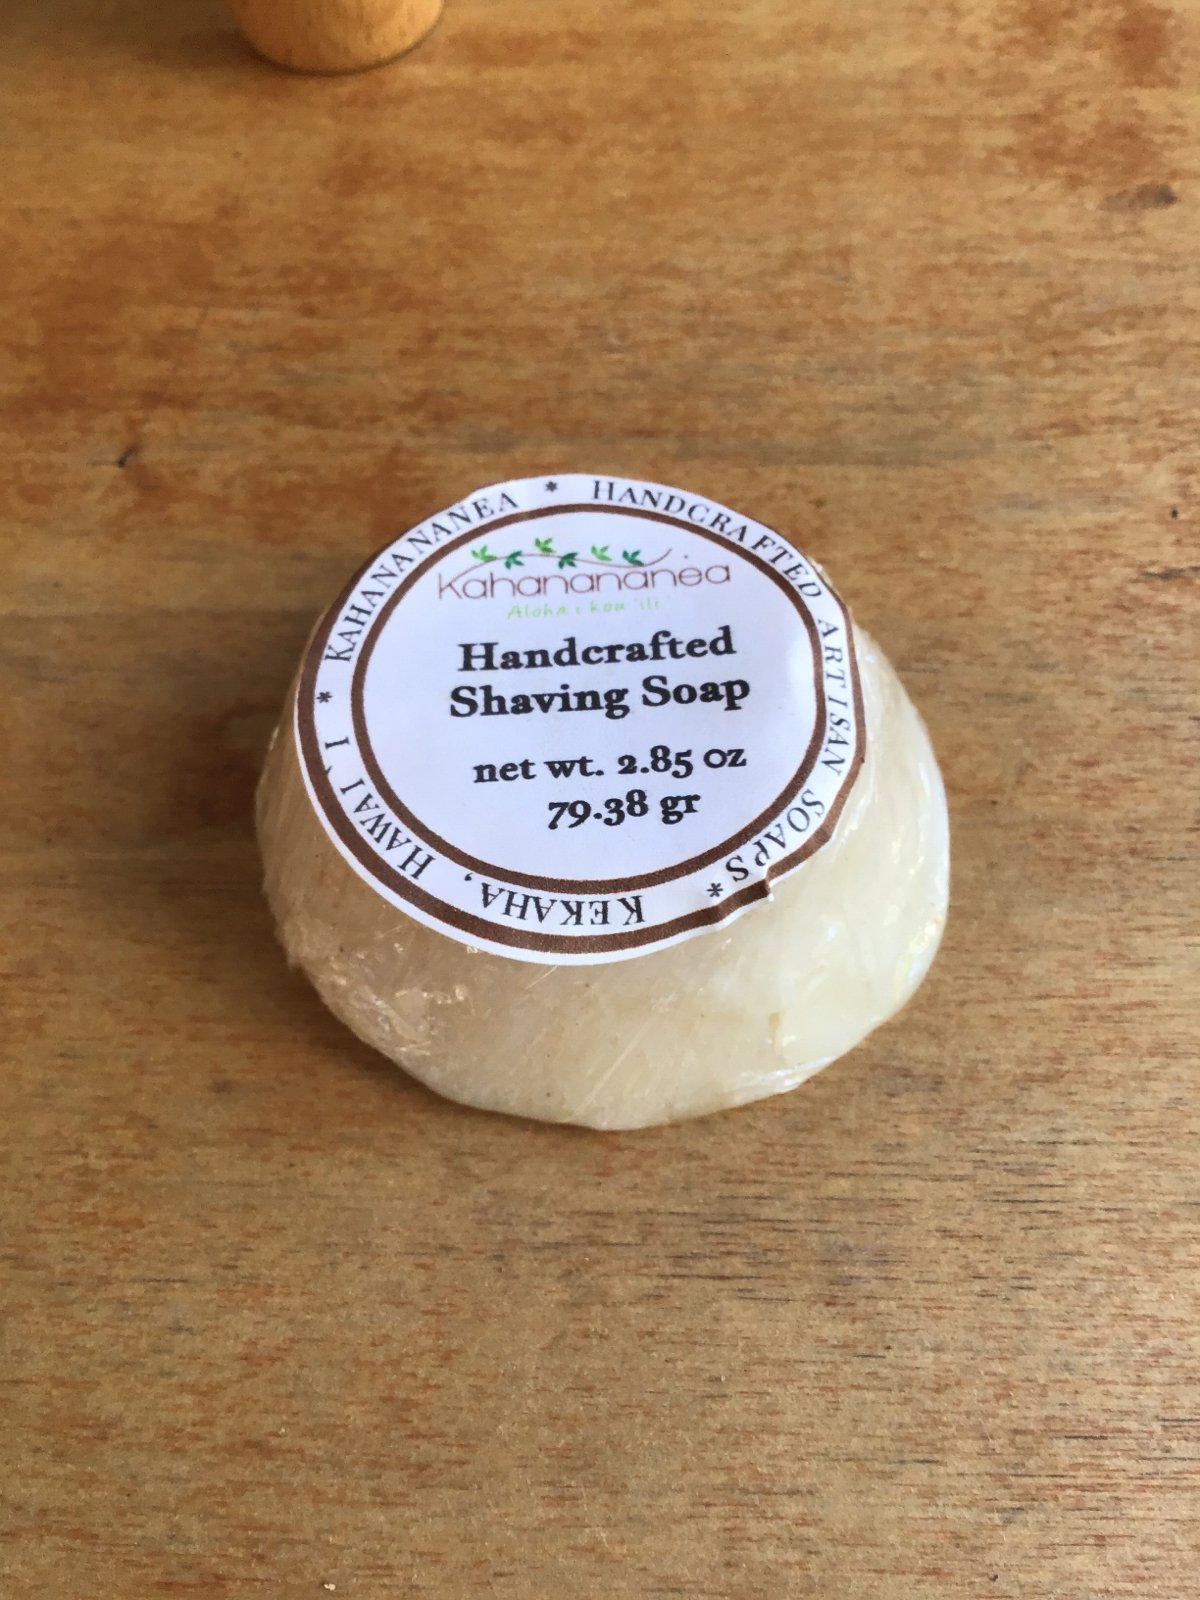 KAHANANANEA * HANDCRAFTED ARTISAN SOAPS * KEKAHA, HAWAI'I *
Kahanananea
Aloha i kou 'ili
Handcrafted
Shaving Soap
net wt. 2.85 oz
79.38 gr